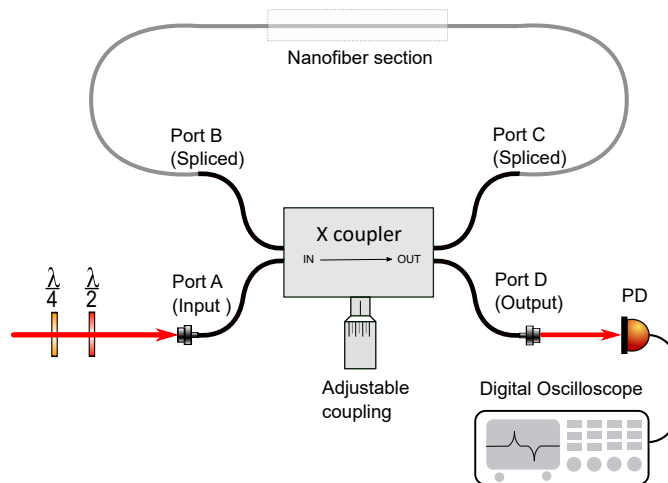 Nanofiber section
Port B
(Spliced)
Port C
(Spliced)
X coupler
IN
OUT
λ
4
λ
2
Port A
(Input )
Port D
(Output)
PD
Adjustable
coupling
Digital Oscilloscope